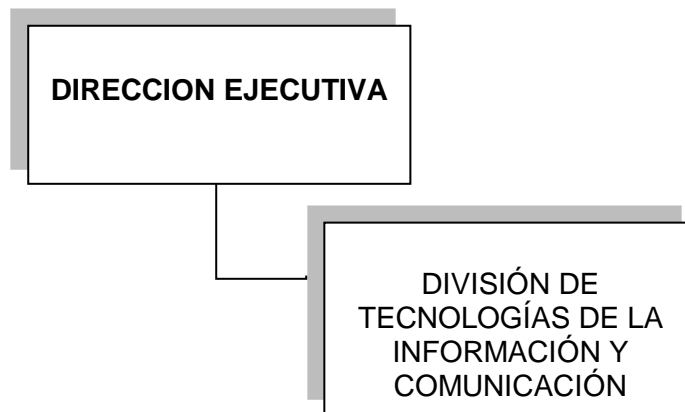 DIRECCION EJECUTIVA
DIVISIÓN DE
TECNOLOGÍAS DE LA
INFORMACIÓN Y
COMUNICACIÓN